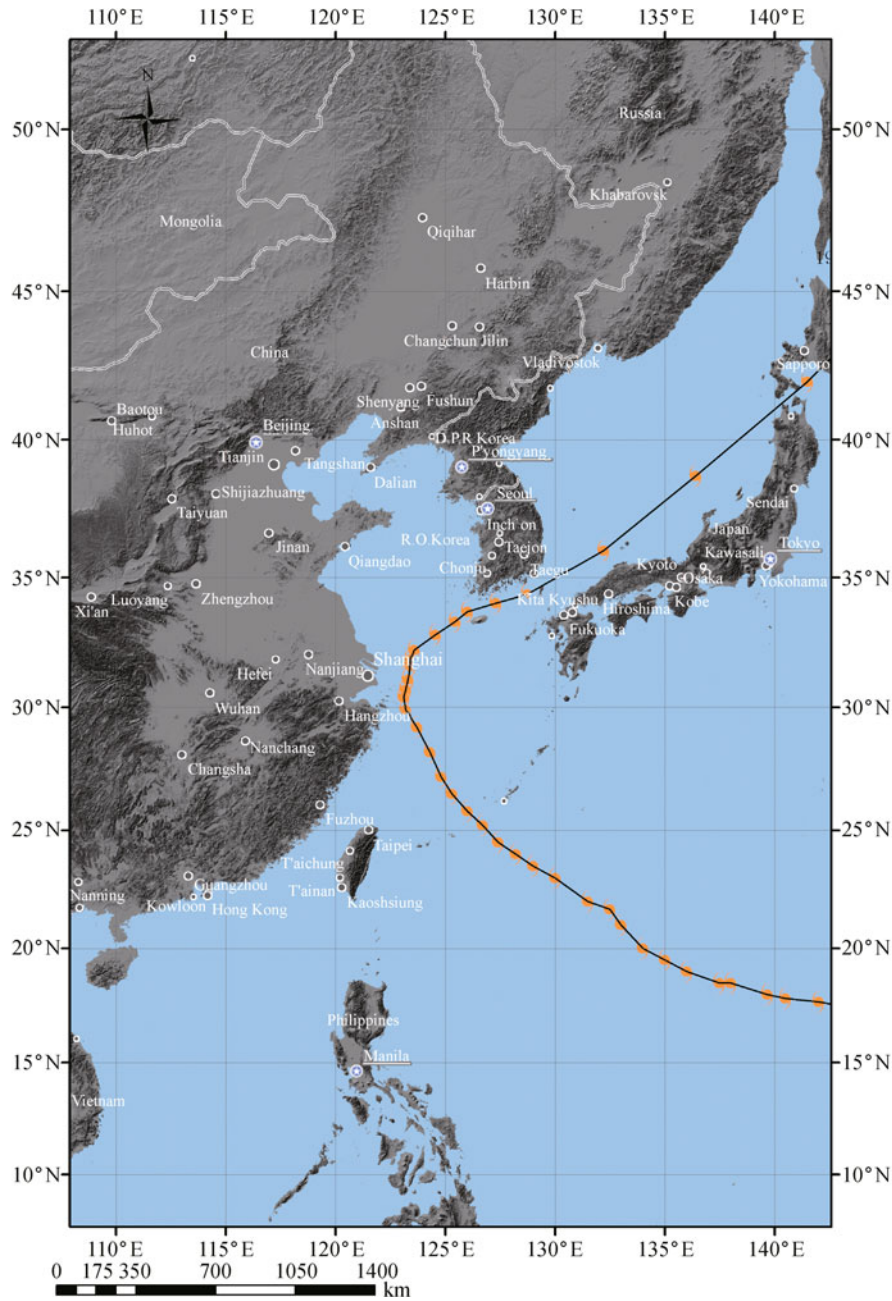 110°E 115°E 120°E 125°E 130°E 135°E 140°E
N
Russia
50°N 50°N
Khabarovsk
Mongolia
Qiqihar
19
Harbin
45°N 45°N
Changchun Jilin
China
Vladivostok
Sapporo
Shenyang Fushun
Baotou
Anshan
Huhot
Beijing
40°N D.P.R Korea 40°N
P'yongyang
Tianjin
Tangshan
Dalian
Shijiazhuang
Seoul
Sendai
Taiyuan
Inch on
Japan
R.O.Korea
Tokyo
Jinan
Taejon
Kawasali
Qiangdao
Kyoto
Chonju Taegu
Osaka
Yokohama
35°N 35°N
Luoyang Zhengzhou
Kita Kyushu
Kobe
Xi'an
Hiroshima
Fukuoka
Shanghai
Nanjiang
Hefei
30°N Wuhan 30°N
Hangzhou
Nanchang
Changsha
Fuzhou
25°N 25°N
Taipei
T'aichung
Guangzhou
T'ainan
Nanning
Kowloon Hong Kong
Kaoshsiung
20°N 20°N
Philippines
Manila
15°N 15°N
Vietnam
10°N 10°N
110°E 115°E 120°E 125°E 130°E 135°E 140°E
0 175 350 700 1050 1400
km